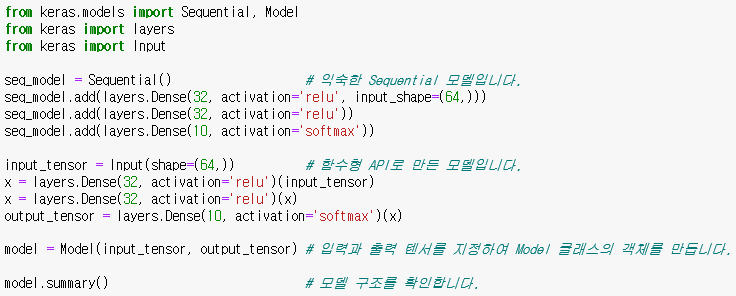 from keras.models import Sequential, Model
from keras import layers
from keras import Input
seq_model = Sequential() # 익숙한 Sequential 모델입니다.
seq_model.add(layers.Dense(32, activation='relu', input_shape=(64,)))
seq_model.add(layers.Dense(32, activation='relu'))
seq_model.add(layers.Dense(10, activation='softmax'))
input_tensor = Input(shape=(64,)) # 함수형 API로 만든 모델입니다.
x = layers.Dense(32, activation='relu')(input_tensor)
x = layers.Dense(32, activation='relu')(x)
output_tensor = layers.Dense(10, activation='softmax')(x)
model = Model(input_tensor, output_tensor) # 입력과 출력 텐서를 지정하여 Model 클래스의 객체를 만듭니다.
model.summary() # 모델 구조를 확인합니다.